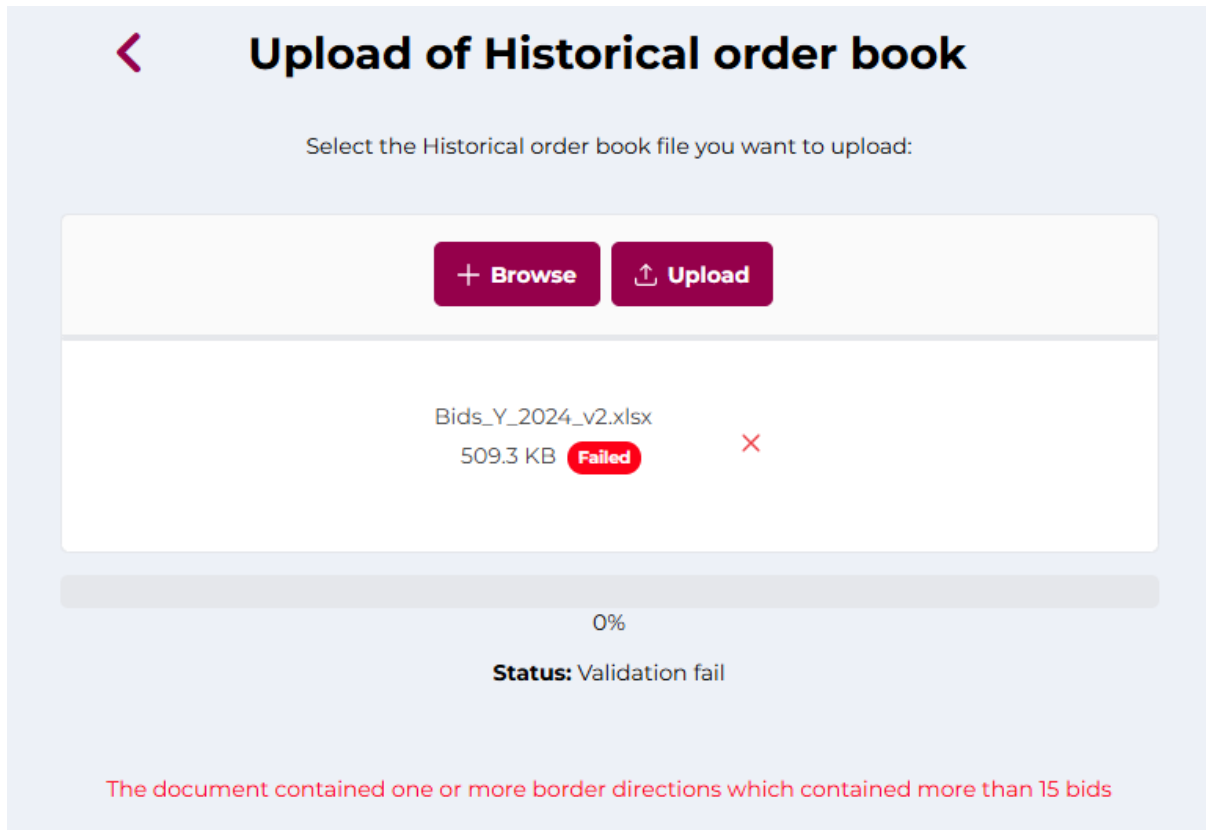 Upload of Historical order book
Select the Historical order book file you want to upload:
Browse
Upload
Bids_Y_2024_v2.xlsx
509.3 KB Failed
0%
Status: Validation fail
The document contained one or more border directions which contained more than 15 bids